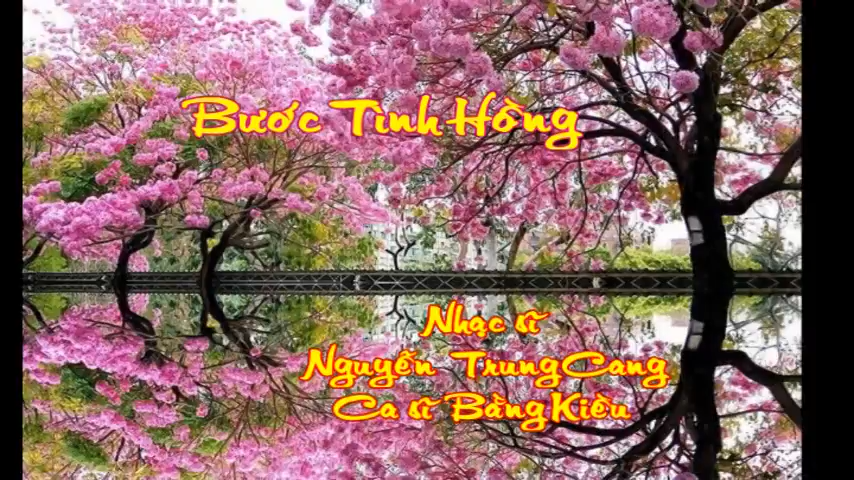 Bước Tình Hồng
Nhạc sĩ
Nguyễn Trung Cang
Ca sĩ Bằng Kiều